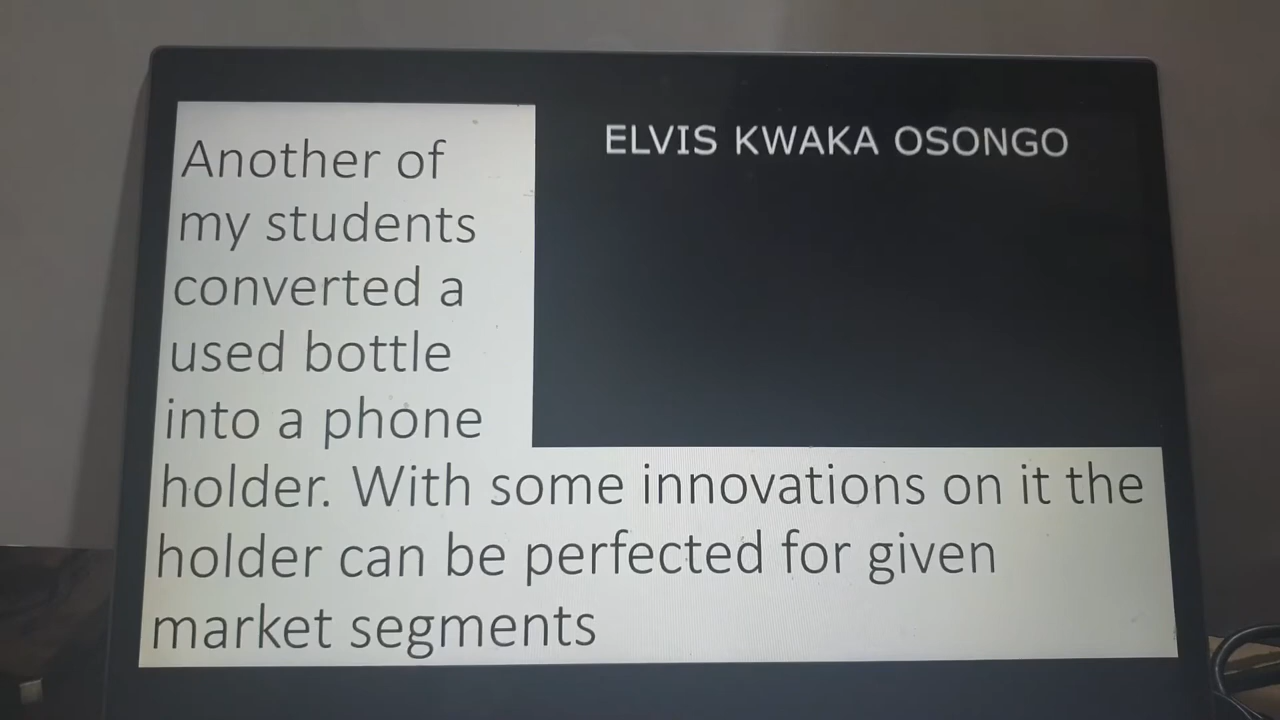 Another of
my students
converted a
used bottle
into a phone
holder. With some innovations on it the
holder can be perfected for given
market segments
ELVIS KWAKA OSONGO